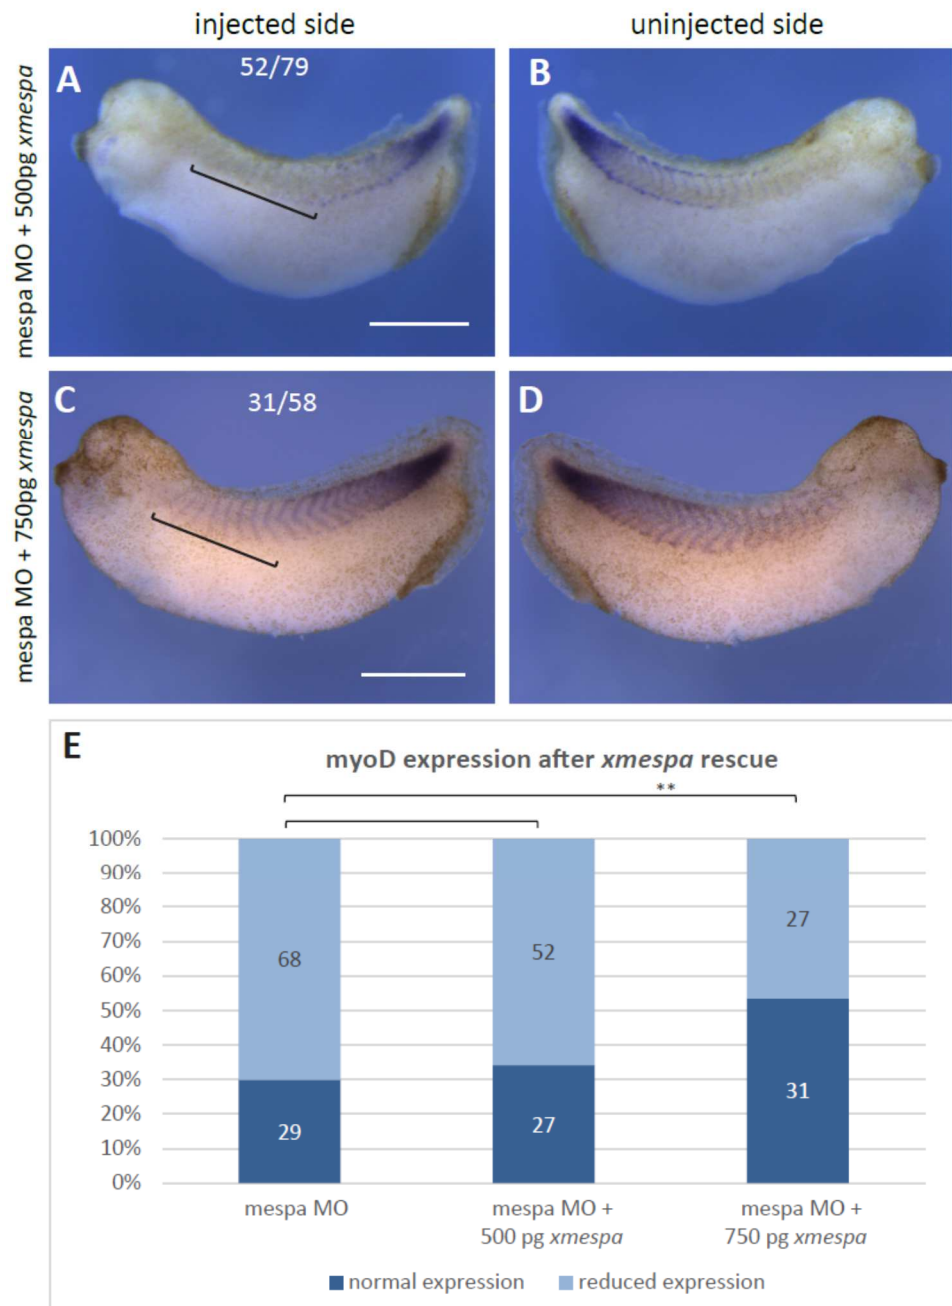 injected side
uninjected side
mespa MO + 500pg xmespa
A
52/79
B
mespa MO + 750pg xmespa
C
31/58
D
E
myoD expression after xmespa rescue
**
100%
90%
80%
70%
60%
50%
40%
30%
20%
10%
0%
68
52
27
29
27
31
mespa MO
mespa MO +
500 pg xmespa
mespa MO +
750 pg xmespa
normal expression
reduced expression